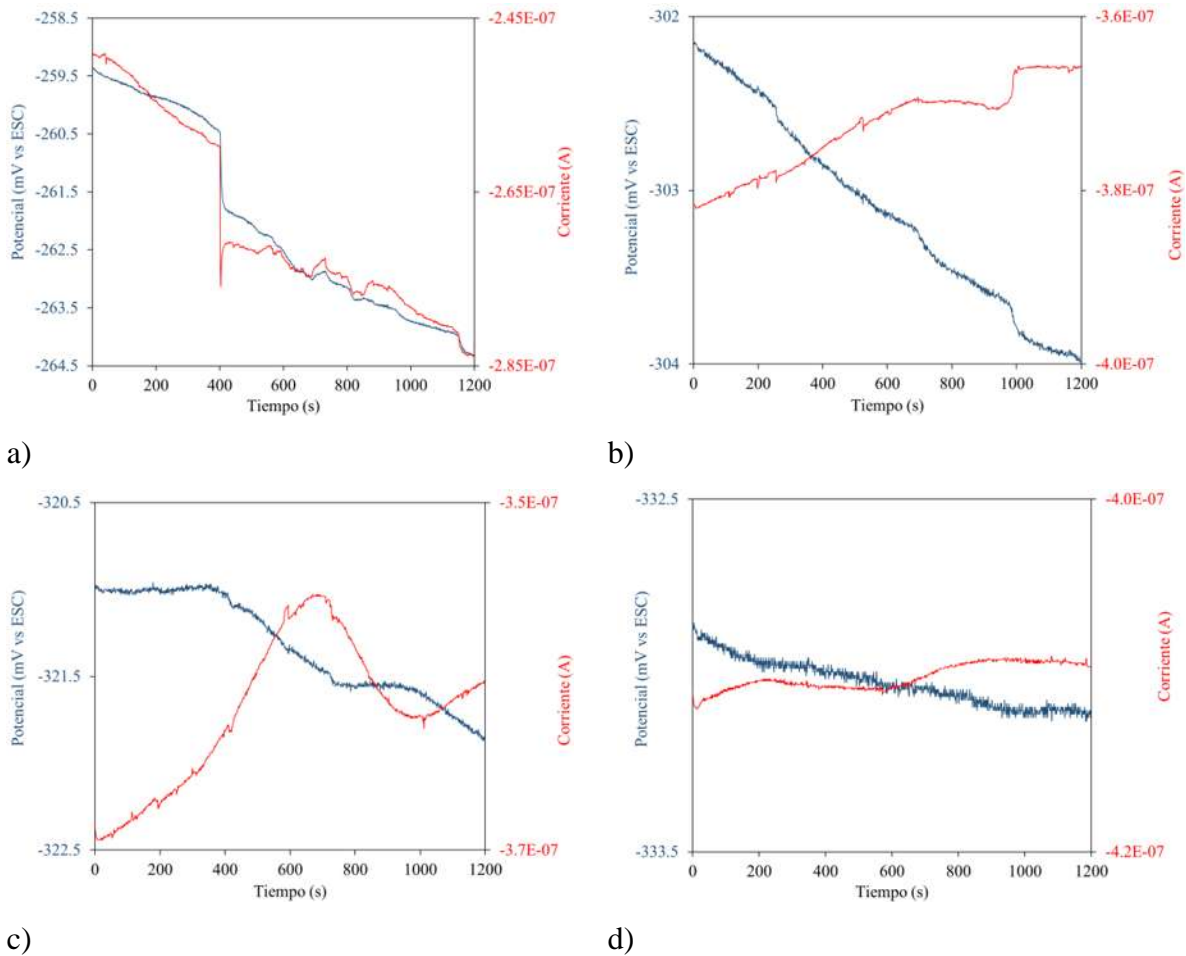 -258.5
-259.5
-260.5
-261.5
-262.5
-263.5
-264.5
Potencial (mV vs ESC)
-2.45E-07
-2.65E-07
-2.85E-07
Corriente (A)
0 200 400 600 800 1000 1200
Tiempo (s)
a)
-302
-303
-304
Potencial (mV vs ESC)
-3.6E-07
-3.8E-07
-4.0E-07
Corriente (A)
0 200 400 600 800 1000 1200
Tiempo (s)
b)
-320.5
-321.5
-322.5
Potencial (mV vs ESC)
-3.5E-07
-3.7E-07
Corriente (A)
0 200 400 600 800 1000 1200
Tiempo (s)
c)
-332.5
-333.5
Potencial (mV vs ESC)
-4.0E-07
-4.2E-07
Corriente (A)
0 200 400 600 800 1000 1200
Tiempo (s)
d)